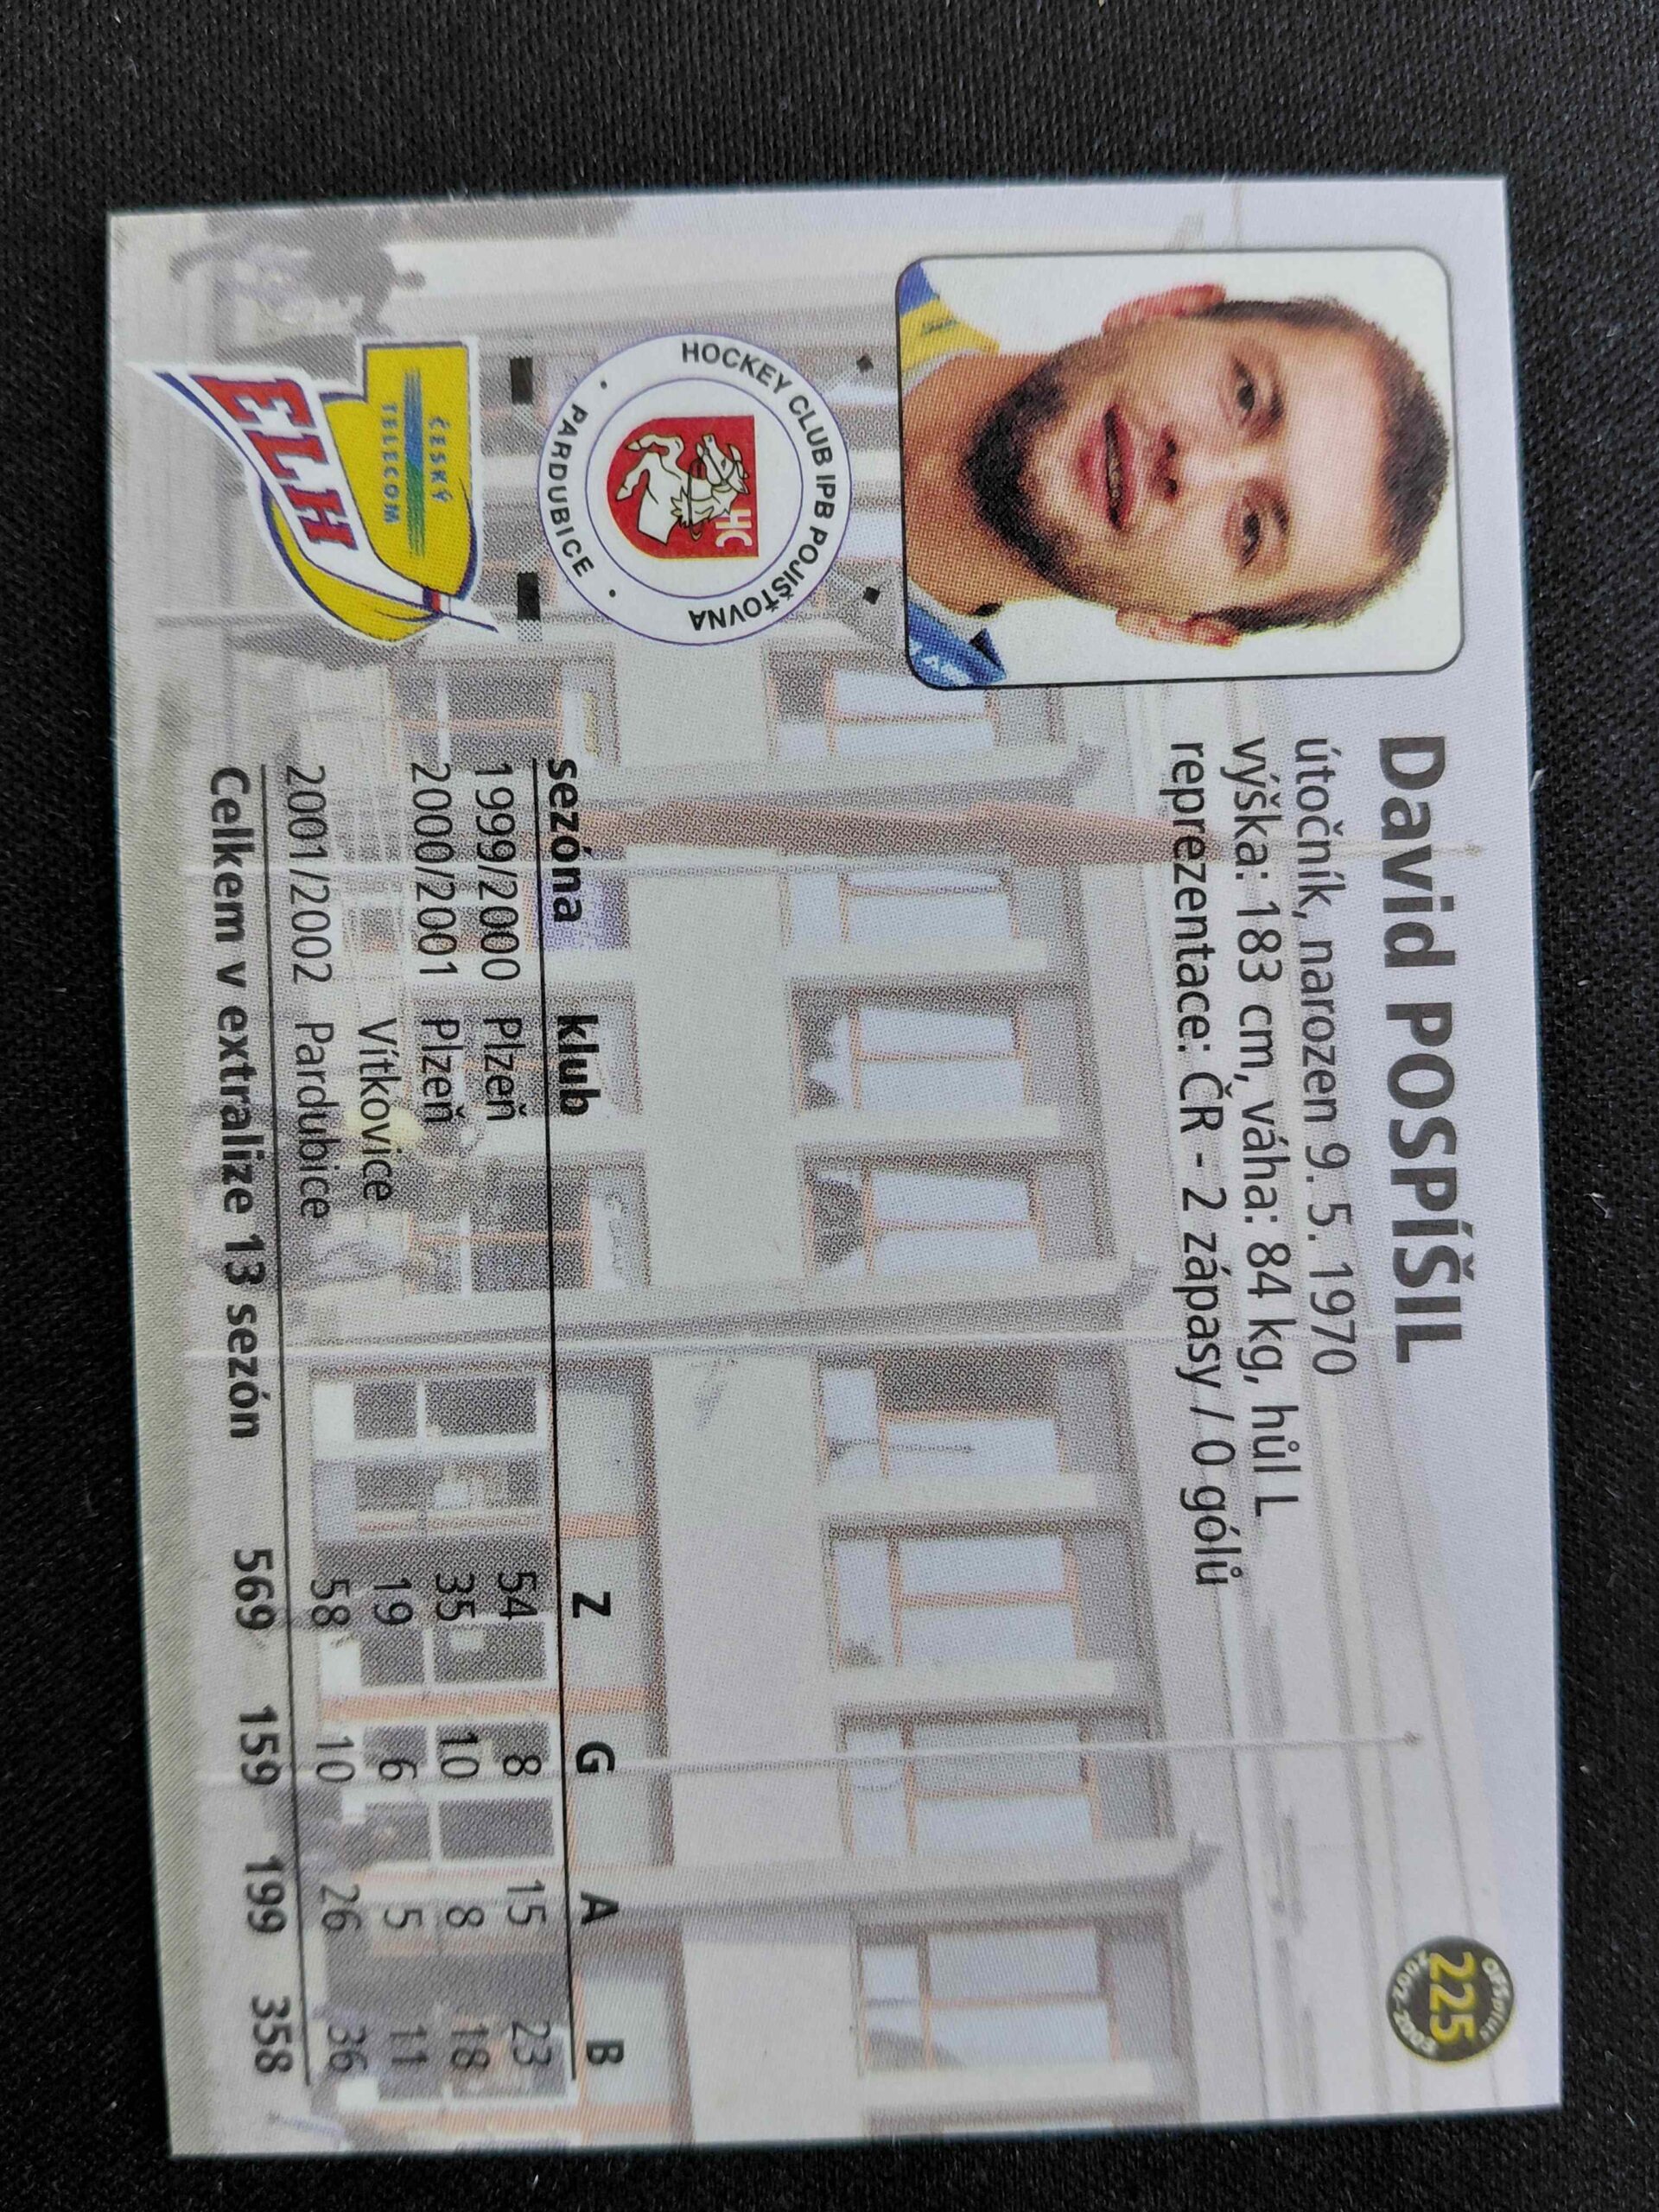 David POSPÍŠIL
útočník, narozen 9. 5. 1970
výška: 183 cm, váha: 84 kg, hůl L
reprezentace: ČR - 2 zápasy / 0 gólů
225
2002-2003
HOCKEY CLUB IPB POJIŠŤOVNA
• PARDUBICE •
HC
ČESKÝ
TELECOM
ELH
sezóna klub Z G A B
1999/2000 Plzeň 54 8 15 23
2000/2001 Plzeň 35 10 8 18
Vítkovice 19 6 5 11
2001/2002 Pardubice 58 10 26 36
Celkem v extralize 13 sezón 569 159 199 358